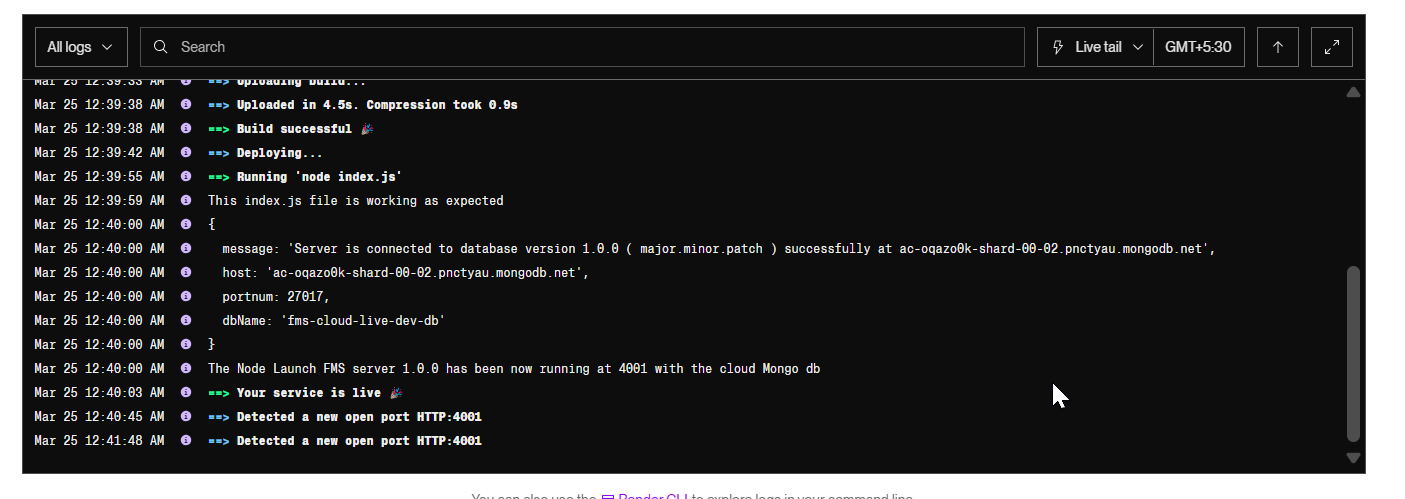 All logs
Search
Live tail
GMT+5:30
Mar 25 12:39:33 AM ==> Uploading build...
Mar 25 12:39:38 AM ==> Uploaded in 4.5s. Compression took 0.9s
Mar 25 12:39:38 AM ==> Build successful 🎉
Mar 25 12:39:42 AM ==> Deploying...
Mar 25 12:39:55 AM ==> Running 'node index.js'
Mar 25 12:39:59 AM This index.js file is working as expected
Mar 25 12:40:00 AM {
Mar 25 12:40:00 AM message: 'Server is connected to database version 1.0.0 ( major.minor.patch ) successfully at ac-oqazo0k-shard-00-02.pnctyau.mongodb.net',
Mar 25 12:40:00 AM host: 'ac-oqazo0k-shard-00-02.pnctyau.mongodb.net',
Mar 25 12:40:00 AM portnum: 27017,
Mar 25 12:40:00 AM dbName: 'fms-cloud-live-dev-db'
Mar 25 12:40:00 AM }
Mar 25 12:40:00 AM The Node Launch FMS server 1.0.0 has been now running at 4001 with the cloud Mongo db
Mar 25 12:40:03 AM ==> Your service is live 🎉
Mar 25 12:40:45 AM ==> Detected a new open port HTTP:4001
Mar 25 12:41:48 AM ==> Detected a new open port HTTP:4001
You can also use the Render CLI to explore logs in your command line.